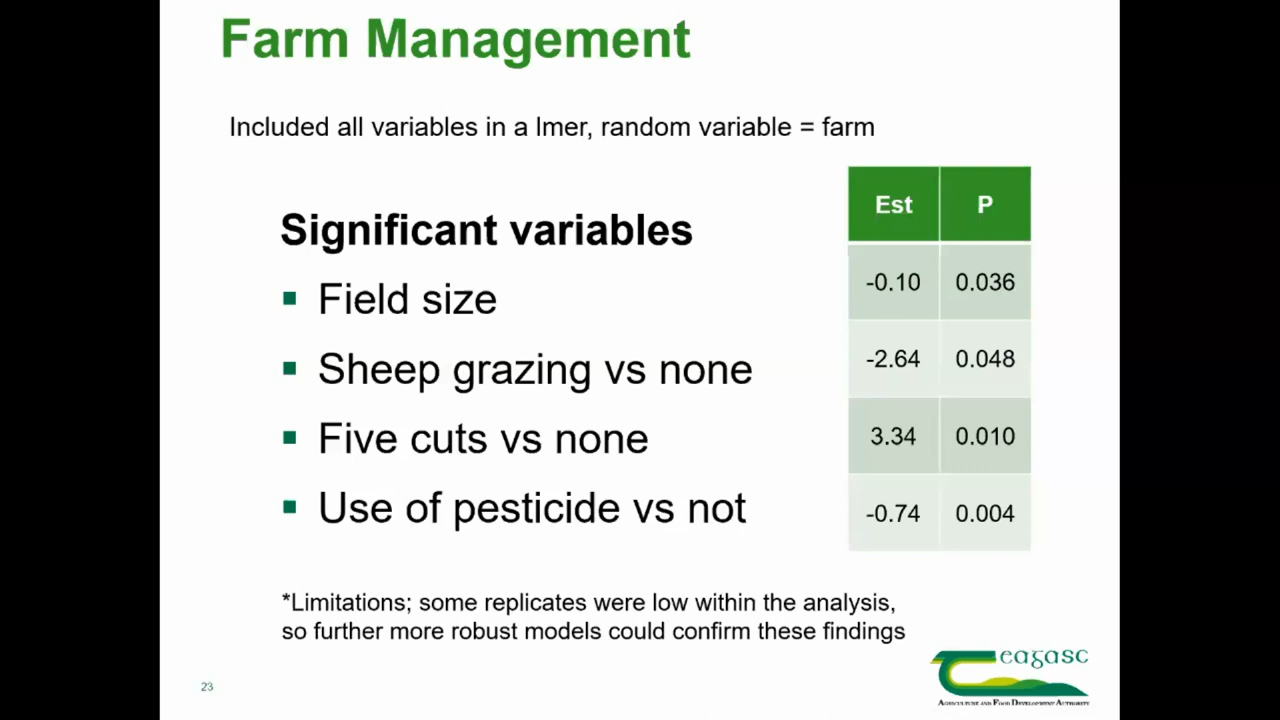 Farm Management
Included all variables in a lmer, random variable = farm
Est P
Significant variables
Field size -0.10 0.036
Sheep grazing vs none -2.64 0.048
Five cuts vs none 3.34 0.010
Use of pesticide vs not -0.74 0.004
*Limitations; some replicates were low within the analysis,
so further more robust models could confirm these findings
23
Teagasc
AGRICULTURE AND FOOD DEVELOPMENT AUTHORITY